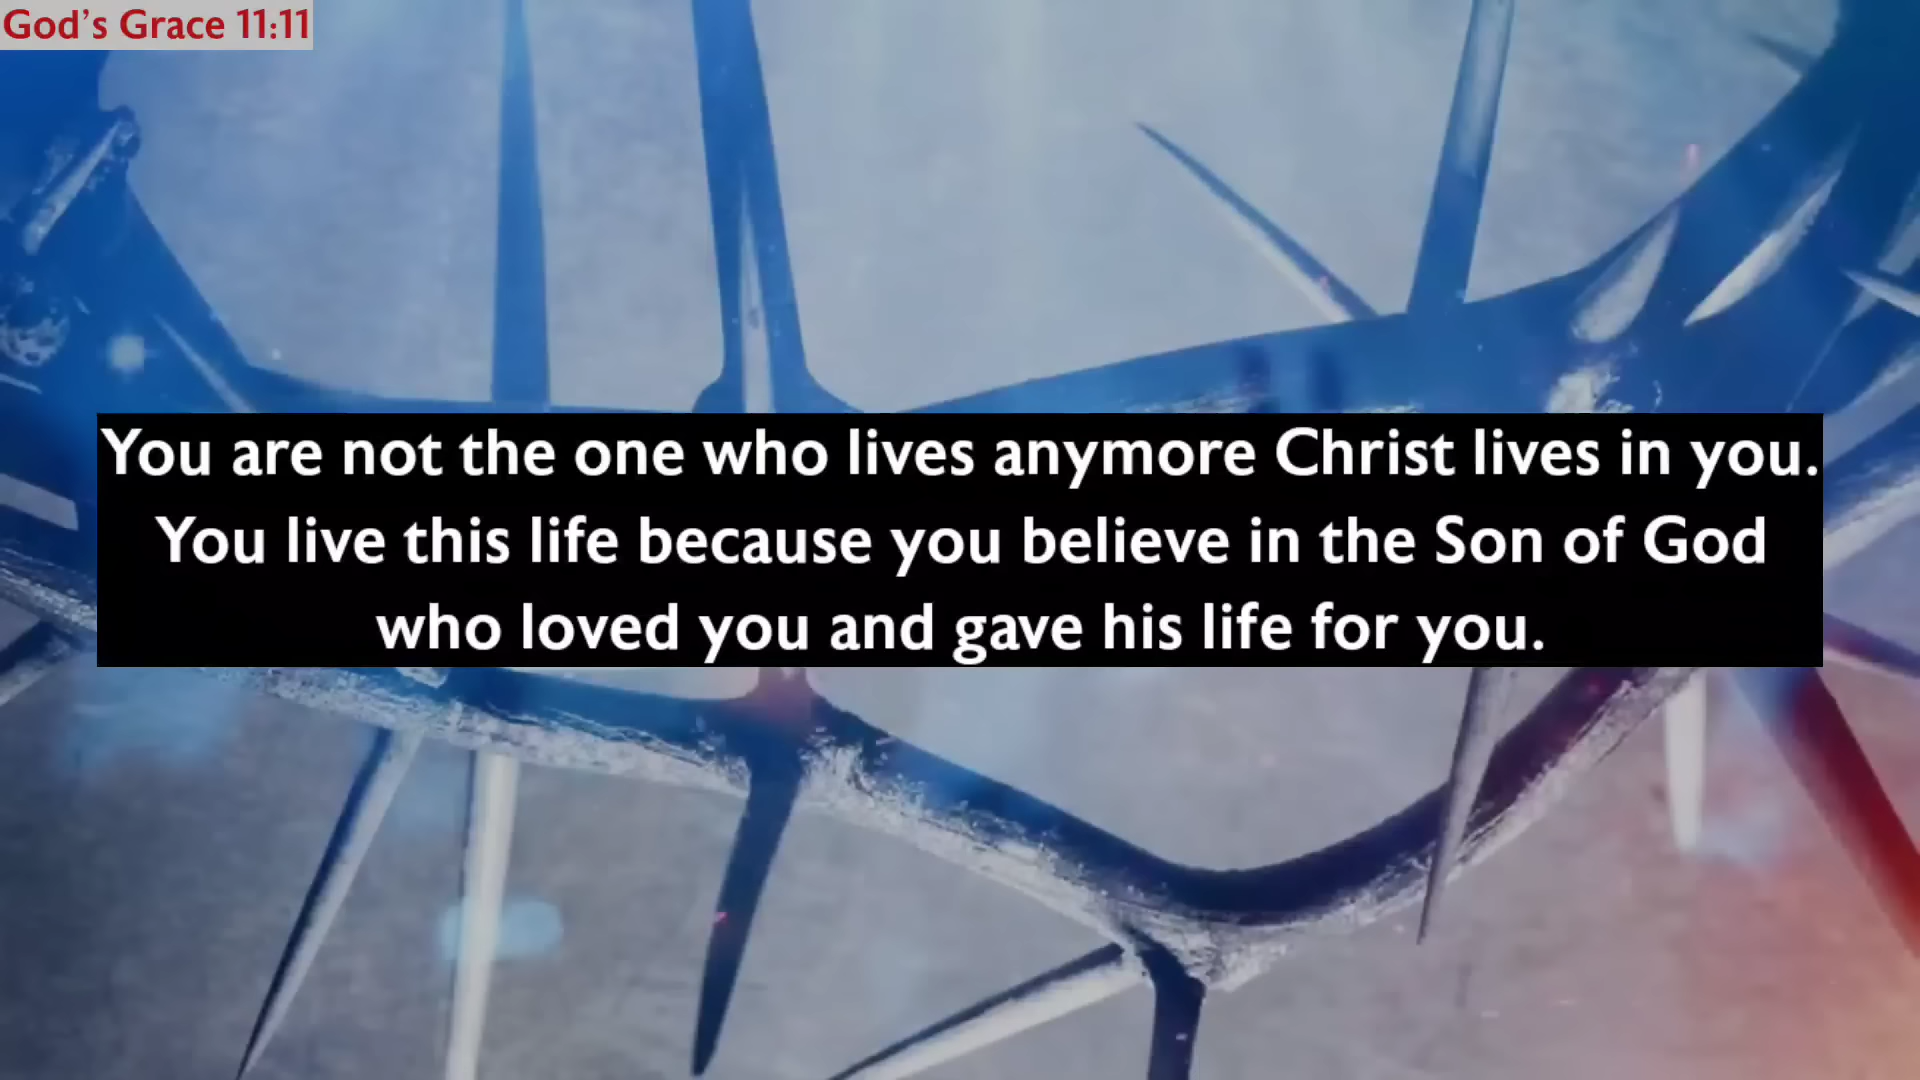 God's Grace 11:11
You are not the one who lives anymore Christ lives in you.
You live this life because you believe in the Son of God
who loved you and gave his life for you.